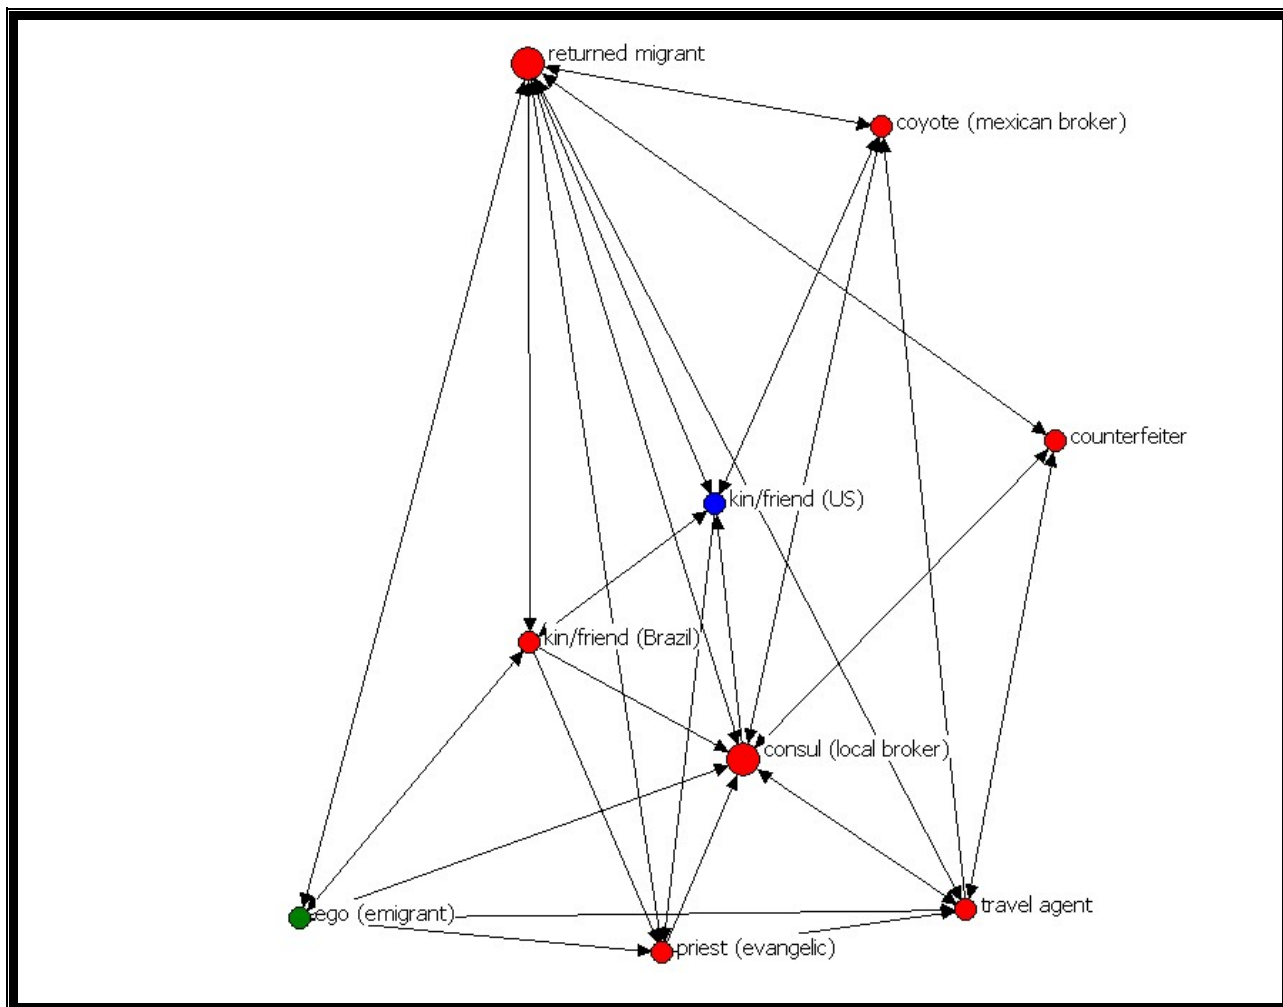 returned migrant
coyote (mexican broker)
counterfeiter
kin/friend (US)
kin/friend (Brazil)
consul (local broker)
travel agent
ego (emigrant)
priest (evangelic)